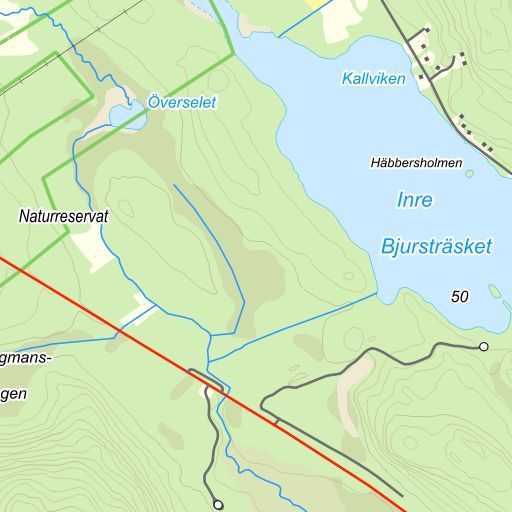 Kallviken
Överselet
Häbbersholmen
Inre
Bjursträsket
Naturreservat
50
gmans-
gen